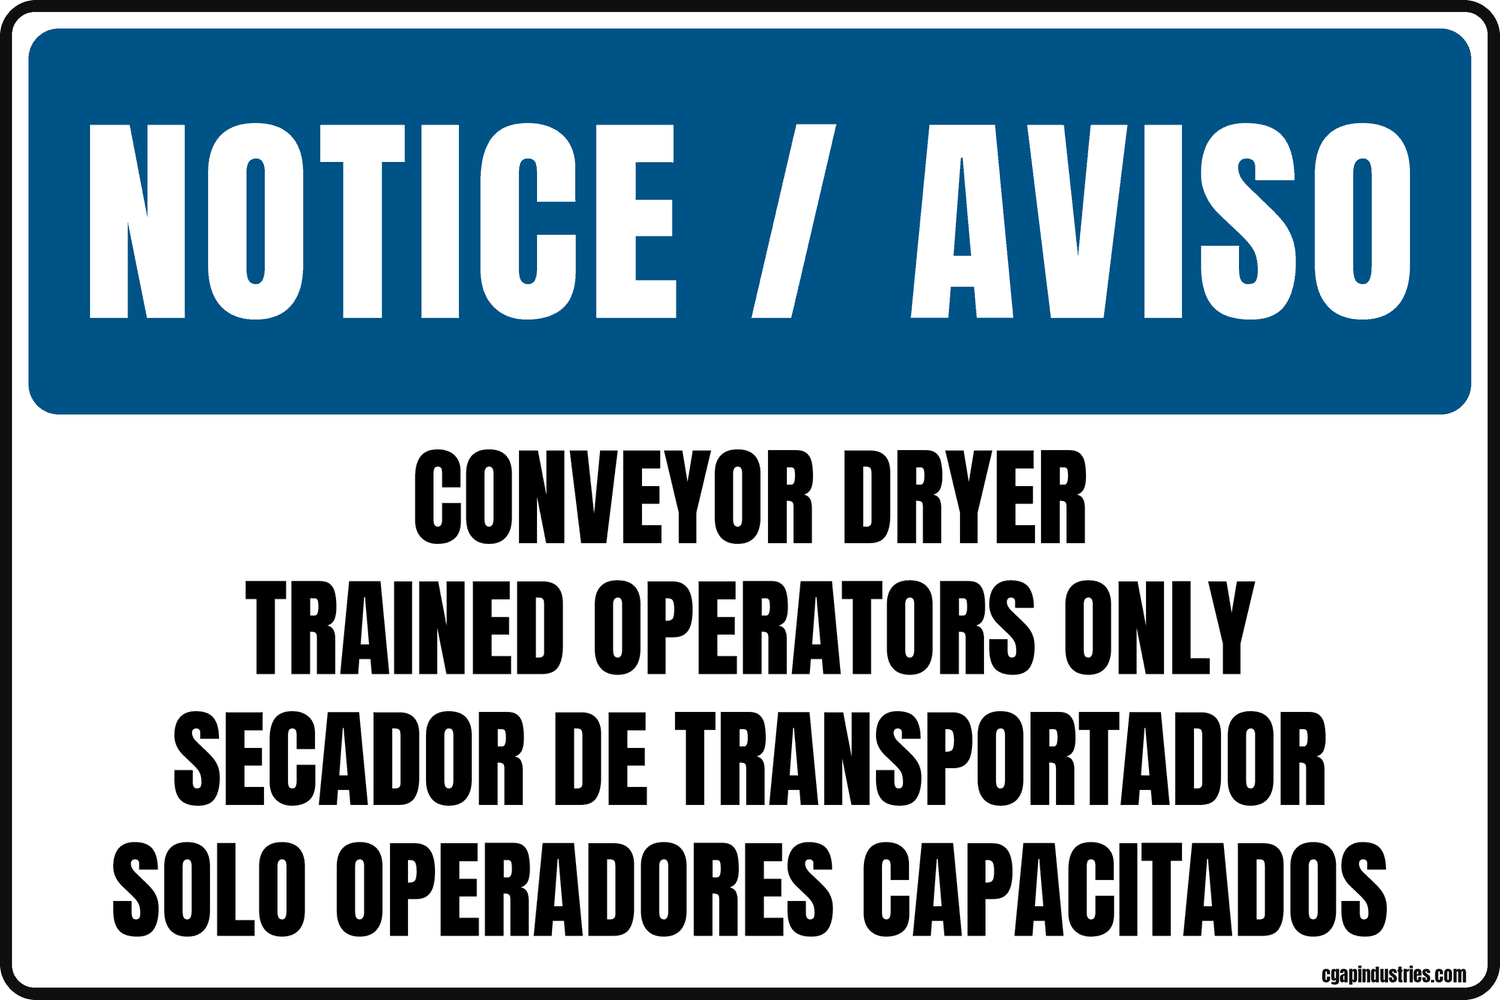 NOTICE / AVISO
CONVEYOR DRYER
TRAINED OPERATORS ONLY
SECADOR DE TRANSPORTADOR
SOLO OPERADORES CAPACITADOS
cgapindustries.com